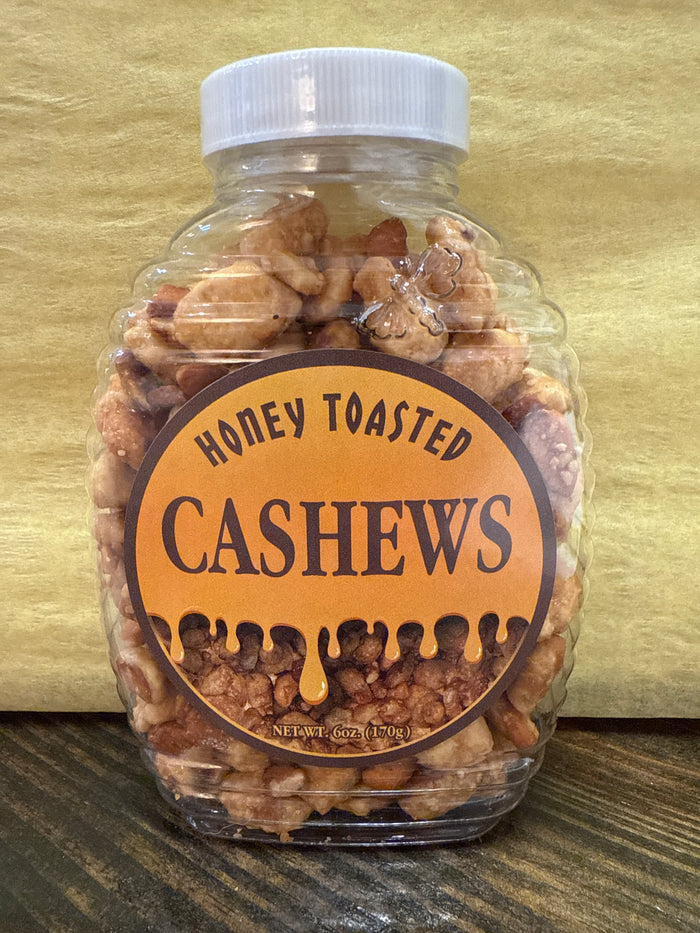 HONEY TOASTED
CASHEWS
NET WT. 6oz. (170g)